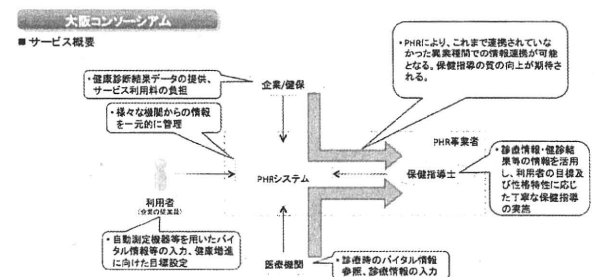 大阪コンソーシアム
■ サービス概要
・健康診断結果データの提供、
サービス利用料の負担
企業/健保
・PHRにより、これまで連携されていな
かった異業種間での情報連携が可能
となる。保健指導の質の向上が期待さ
れる。
・様々な機関からの情報
を一元的に管理
PHR事業者
利用者
(企業の従業員)
PHRシステム
保健指導士
・診療情報・健診結
果等の情報を活用
し、利用者の目標及
び性格特性に応じ
た丁寧な保健指導
の実施
・自動測定機器等を用いたバイ
タル情報等の入力、健康増進
に向けた目標設定
医療機関
・診療時のバイタル情報
参照、診療情報の入力